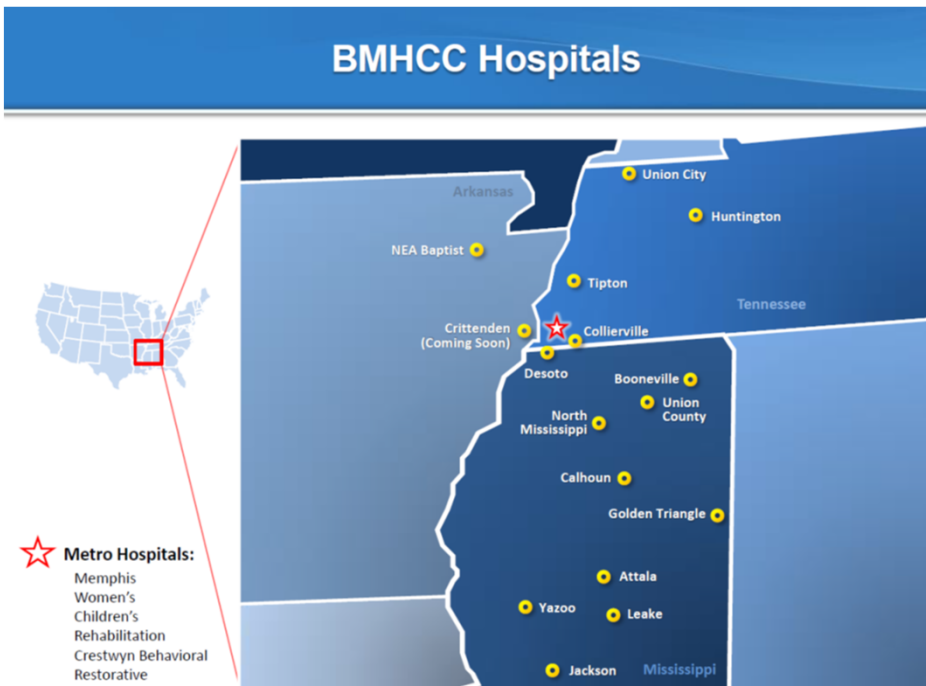 BMHCC Hospitals
Arkansas
Union City
Huntington
NEA Baptist
Tipton
Tennessee
Crittenden
(Coming Soon)
Collierville
Desoto
Booneville
Union
County
North
Mississippi
Calhoun
Golden Triangle
Metro Hospitals:
Memphis
Women's
Children's
Rehabilitation
Crestwyn Behavioral
Restorative
Attala
Yazoo
Leake
Jackson
Mississippi